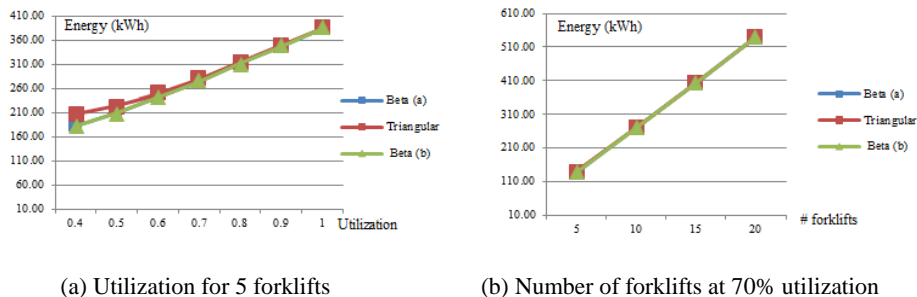 Energy (kWh)
410.00
360.00
310.00
260.00
210.00
160.00
110.00
60.00
10.00
0.4 0.5 0.6 0.7 0.8 0.9 1 Utilization
Beta (a)
Triangular
Beta (b)
(a) Utilization for 5 forklifts
Energy (kWh)
610.00
510.00
410.00
310.00
210.00
110.00
10.00
5 10 15 20 # forklifts
Beta (a)
Triangular
Beta (b)
(b) Number of forklifts at 70% utilization